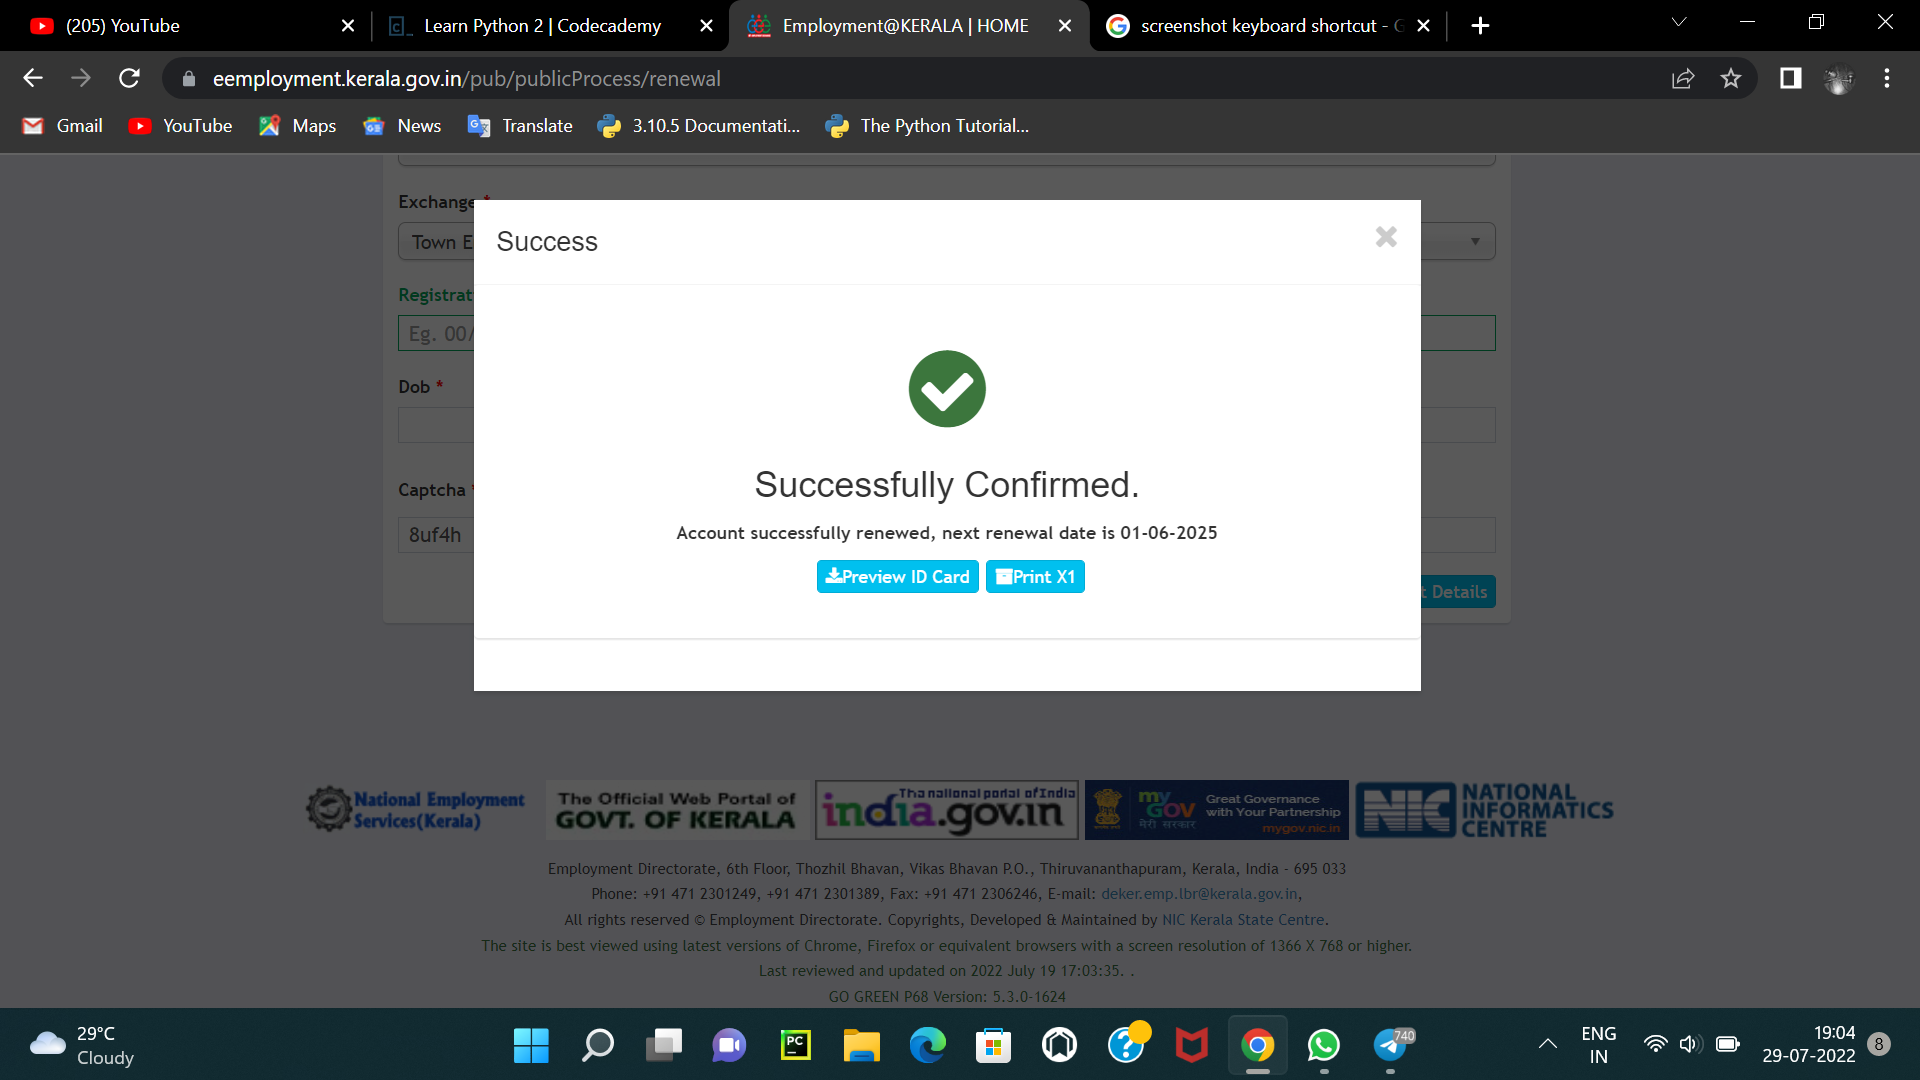 (205) YouTube
Learn Python 2 | Codecademy
Employment@KERALA | HOME
screenshot keyboard shortcut - G
eemployment.kerala.gov.in/pub/publicProcess/renewal
Gmail
YouTube
Maps
News
Translate
3.10.5 Documentati...
The Python Tutorial...
Exchange *
Town E
Success
Registrat
Eg. 00/
Dob *
Successfully Confirmed.
Captcha *
8uf4h
Account successfully renewed, next renewal date is 01-06-2025
Preview ID Card
Print X1
t Details
National Employment
Services(Kerala)
The Official Web Portal of
GOVT. OF KERALA
The national portal of India
india.gov.in
my
GOV
मेरी सरकार
Great Governance
with Your Partnership
mygov.nic.in
NIC
NATIONAL
INFORMATICS
CENTRE
Employment Directorate, 6th Floor, Thozhil Bhavan, Vikas Bhavan P.O., Thiruvananthapuram, Kerala, India - 695 033
Phone: +91 471 2301249, +91 471 2301389, Fax: +91 471 2306246, E-mail: deker.emp.lbr@kerala.gov.in,
All rights reserved © Employment Directorate. Copyrights, Developed & Maintained by NIC Kerala State Centre.
The site is best viewed using latest versions of Chrome, Firefox or equivalent browsers with a screen resolution of 1366 X 768 or higher.
Last reviewed and updated on 2022 July 19 17:03:35. .
GO GREEN P68 Version: 5.3.0-1624
29°C
Cloudy
PC
740
ENG
IN
19:04
29-07-2022
8